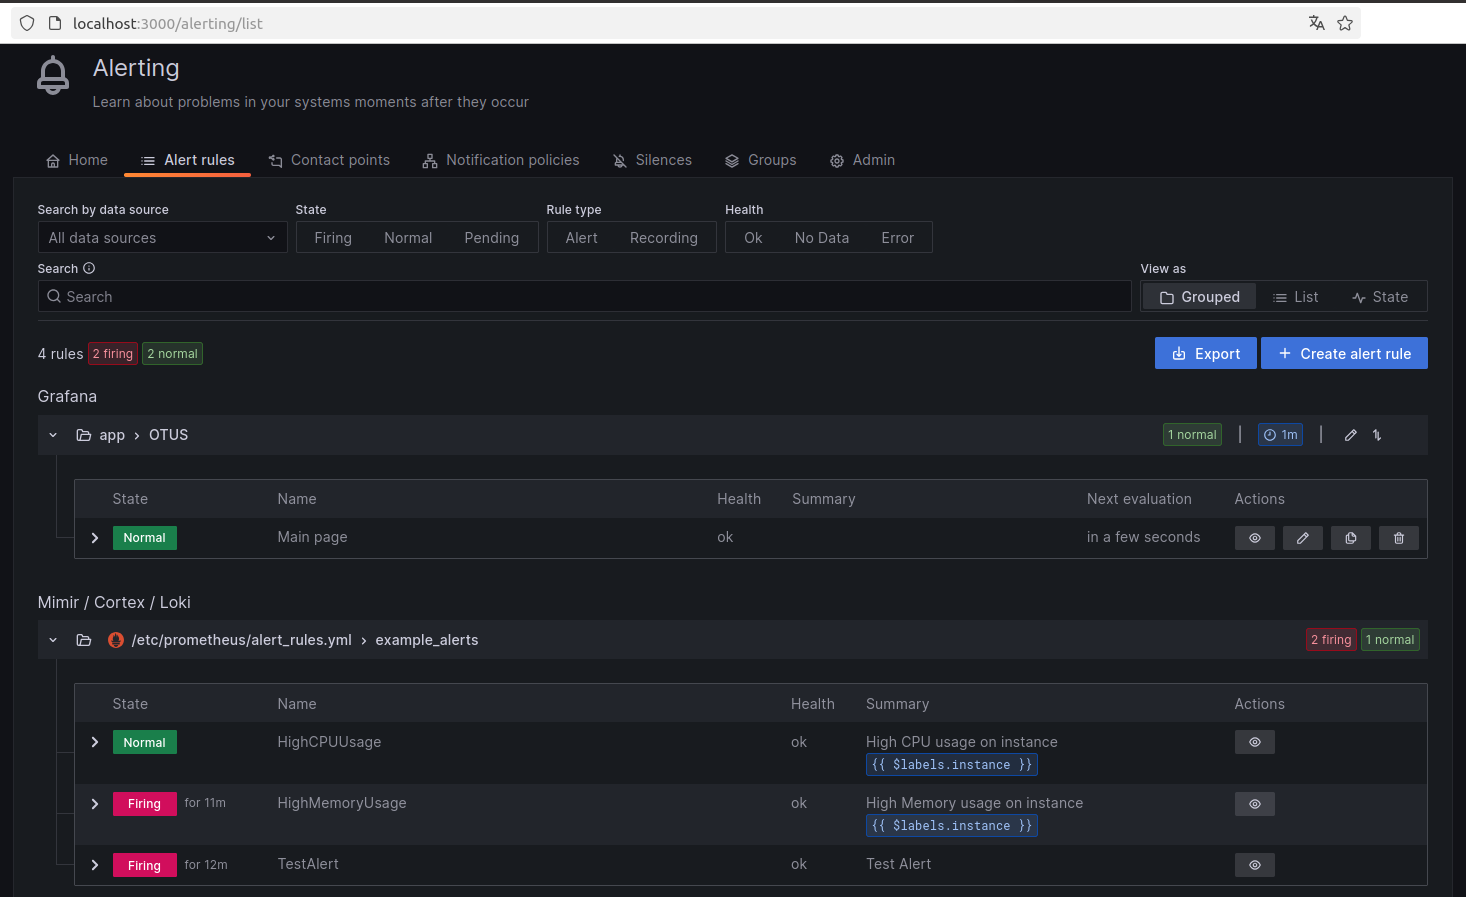 localhost:3000/alerting/list
Alerting
Learn about problems in your systems moments after they occur
Home Alert rules Contact points Notification policies Silences Groups Admin
Search by data source State Rule type Health
All data sources Firing Normal Pending Alert Recording Ok No Data Error
Search View as
Search Grouped List State
4 rules 2 firing 2 normal Export + Create alert rule
Grafana
app > OTUS 1 normal | 1m |
State Name Health Summary Next evaluation Actions
Normal Main page ok in a few seconds
Mimir / Cortex / Loki
/etc/prometheus/alert_rules.yml > example_alerts 2 firing 1 normal
State Name Health Summary Actions
Normal HighCPUUsage ok High CPU usage on instance
{{ $labels.instance }}
Firing for 11m HighMemoryUsage ok High Memory usage on instance
{{ $labels.instance }}
Firing for 12m TestAlert ok Test Alert